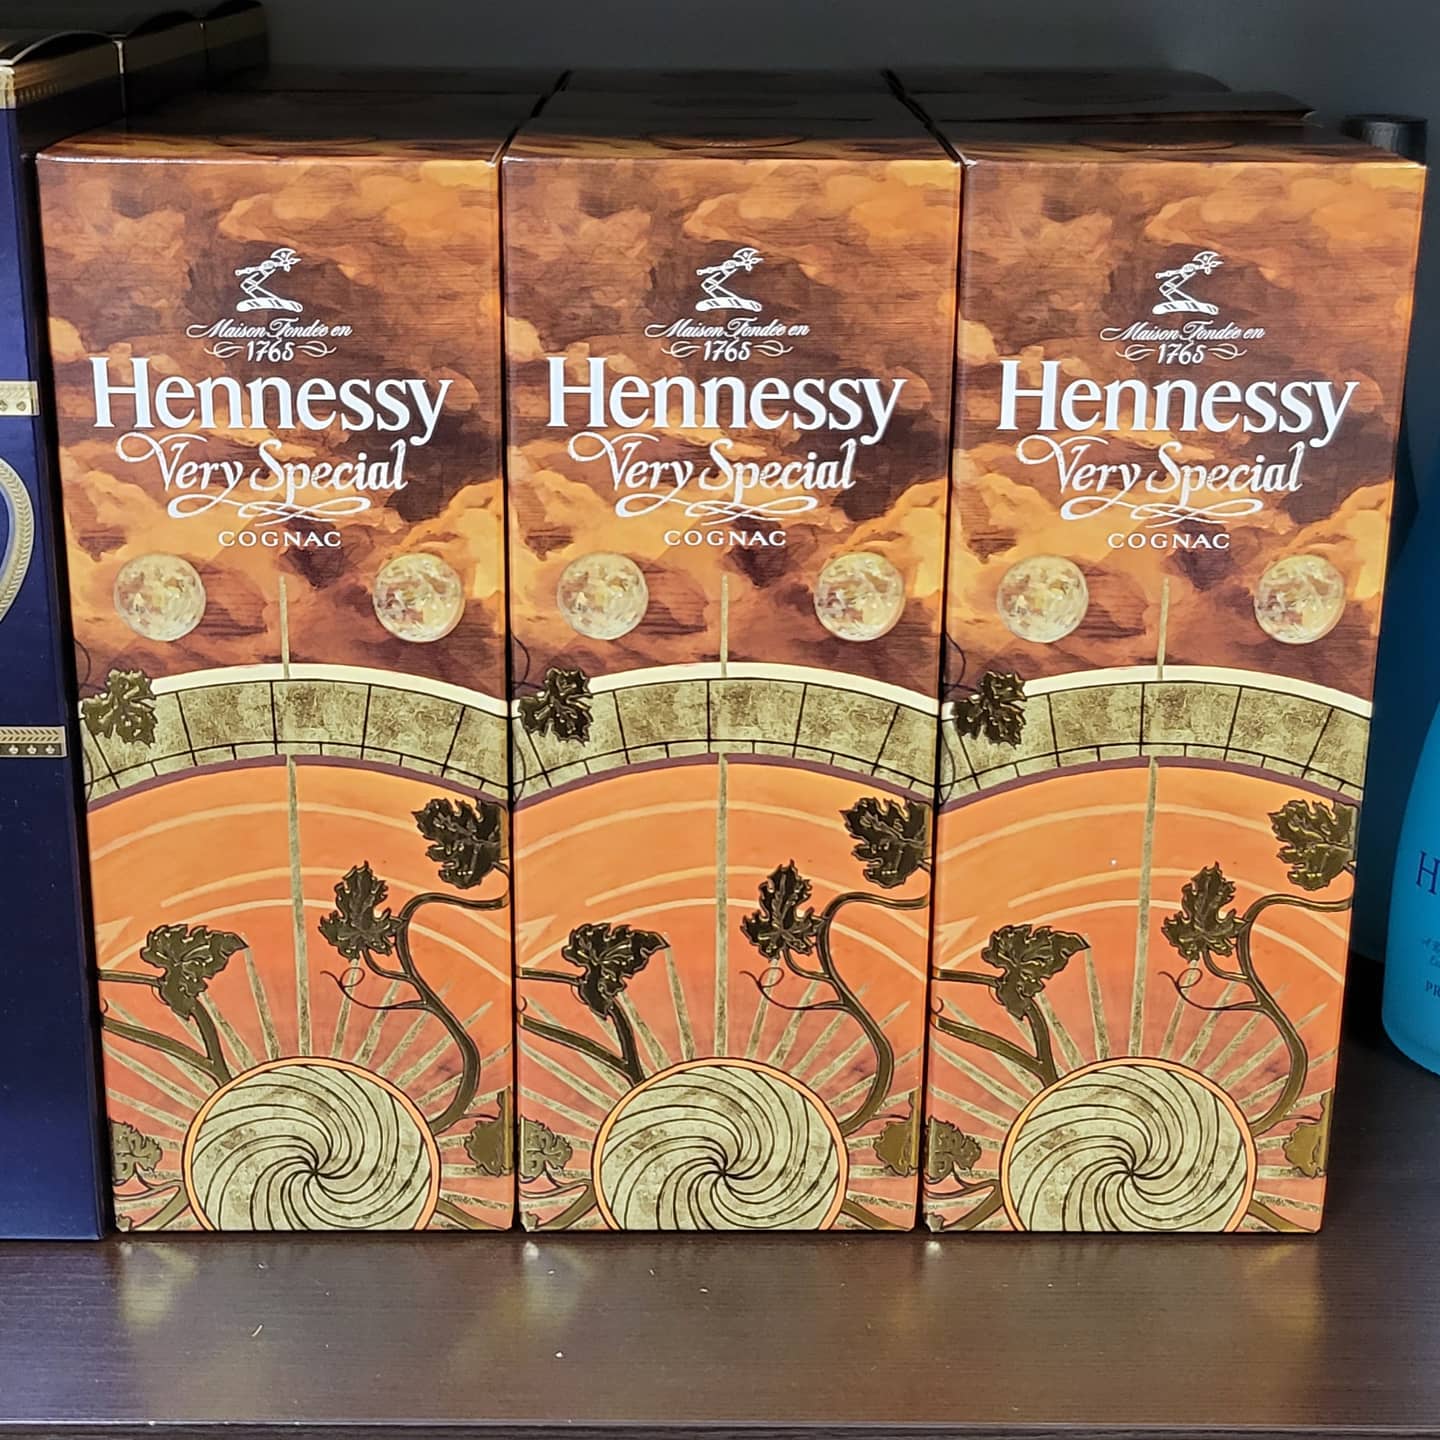 Maison Fondée en
1765
Hennessy
Very Special
COGNAC
Maison Fondée en
1765
Hennessy
Very Special
COGNAC
Maison Fondée en
1765
Hennessy
Very Special
COGNAC
H
PR